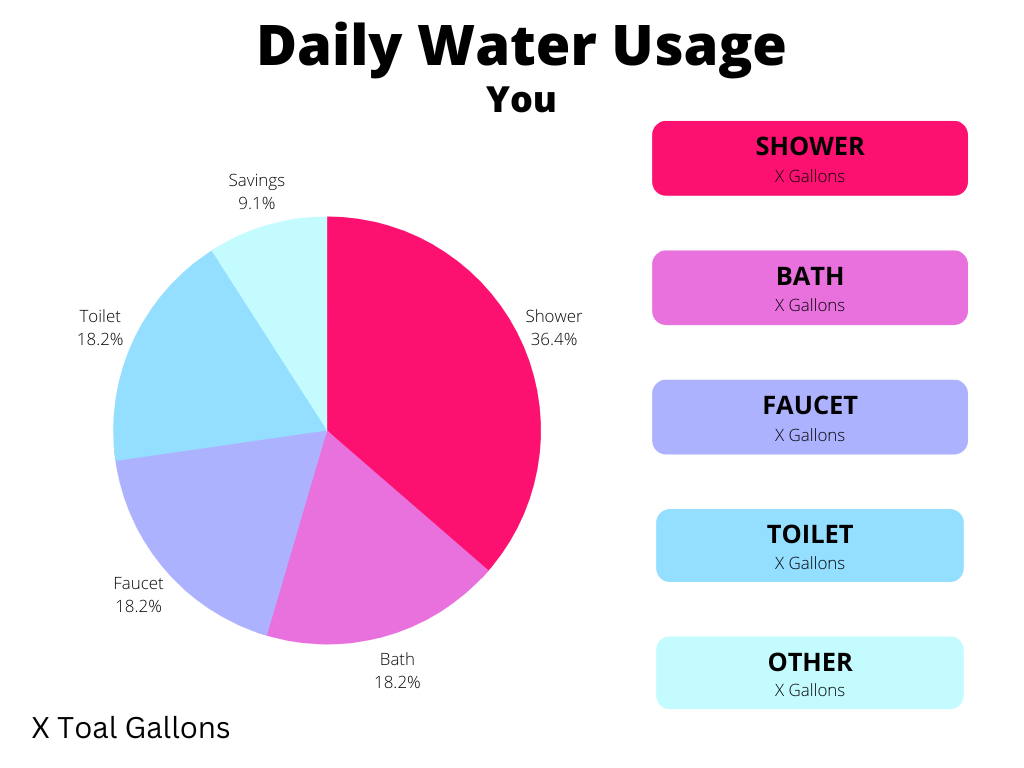 Daily Water Usage
You
Savings
9.1%
Toilet
18.2%
Shower
36.4%
Faucet
18.2%
Bath
18.2%
SHOWER
X Gallons
BATH
X Gallons
FAUCET
X Gallons
TOILET
X Gallons
OTHER
X Gallons
X Toal Gallons